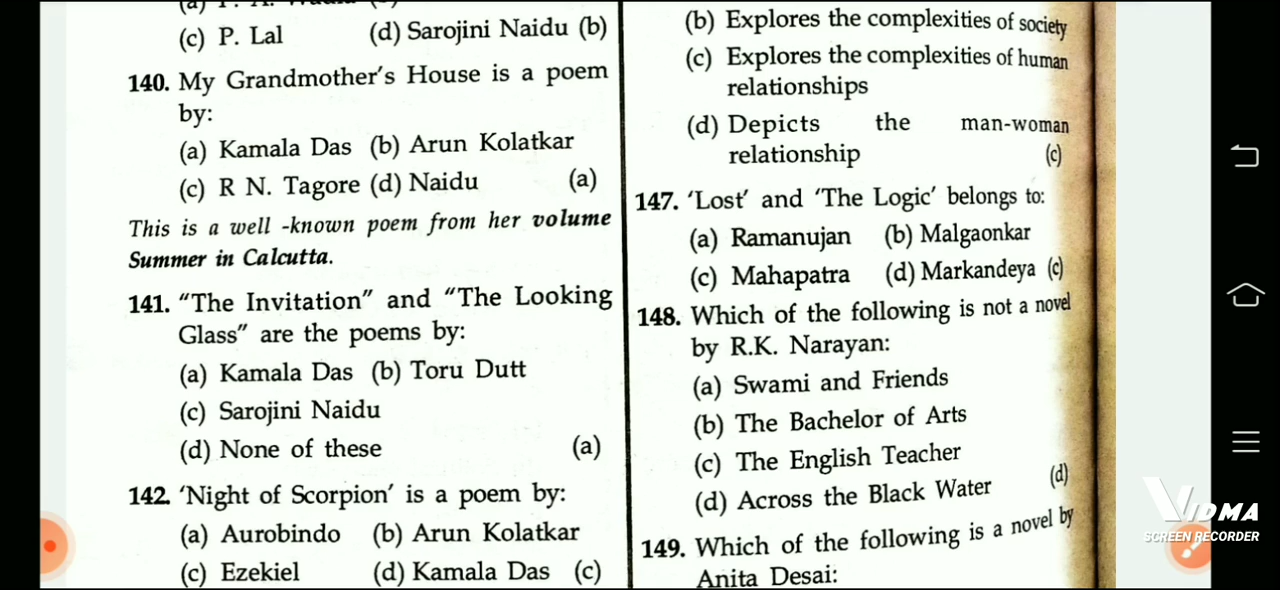 (c) P. Lal (d) Sarojini Naidu (b)
140. My Grandmother's House is a poem
by:
(a) Kamala Das (b) Arun Kolatkar
(c) R N. Tagore (d) Naidu (a)
This is a well -known poem from her volume
Summer in Calcutta.
141. "The Invitation" and "The Looking
Glass" are the poems by:
(a) Kamala Das (b) Toru Dutt
(c) Sarojini Naidu
(d) None of these (a)
142. 'Night of Scorpion' is a poem by:
(a) Aurobindo (b) Arun Kolatkar
(c) Ezekiel (d) Kamala Das (c)
(b) Explores the complexities of society
(c) Explores the complexities of human
relationships
(d) Depicts the man-woman
relationship (c)
147. 'Lost' and 'The Logic' belongs to:
(a) Ramanujan (b) Malgaonkar
(c) Mahapatra (d) Markandeya (c)
148. Which of the following is not a novel
by R.K. Narayan:
(a) Swami and Friends
(b) The Bachelor of Arts
(c) The English Teacher
(d) Across the Black Water (d)
149. Which of the following is a novel by
Anita Desai:
VIDMA
SCREEN RECORDER